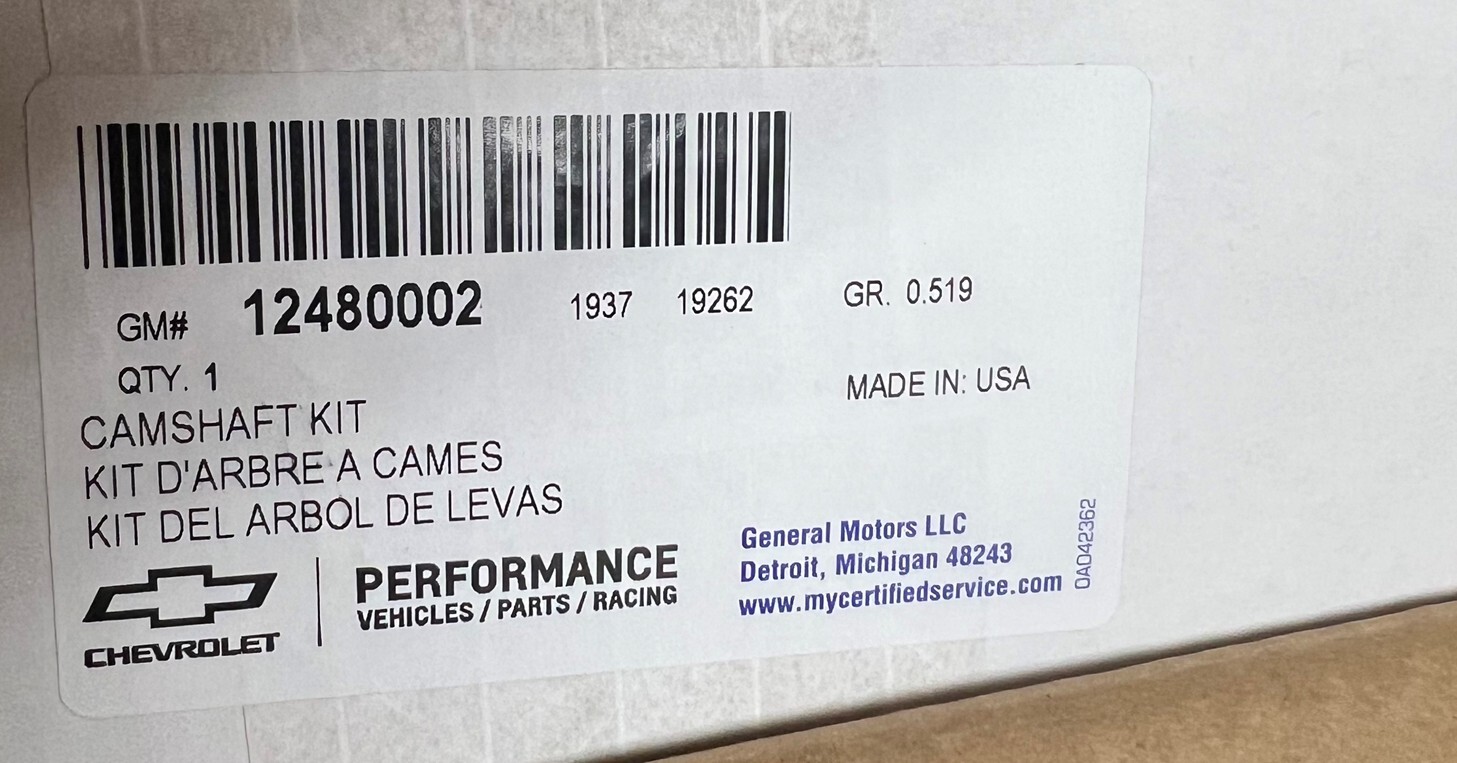 GM# 12480002 1937 19262 GR. 0.519
QTY. 1 MADE IN: USA
CAMSHAFT KIT
KIT D'ARBRE A CAMES
KIT DEL ARBOL DE LEVAS
CHEVROLET
PERFORMANCE
VEHICLES / PARTS / RACING
General Motors LLC
Detroit, Michigan 48243
www.mycertifiedservice.com
OAD42362